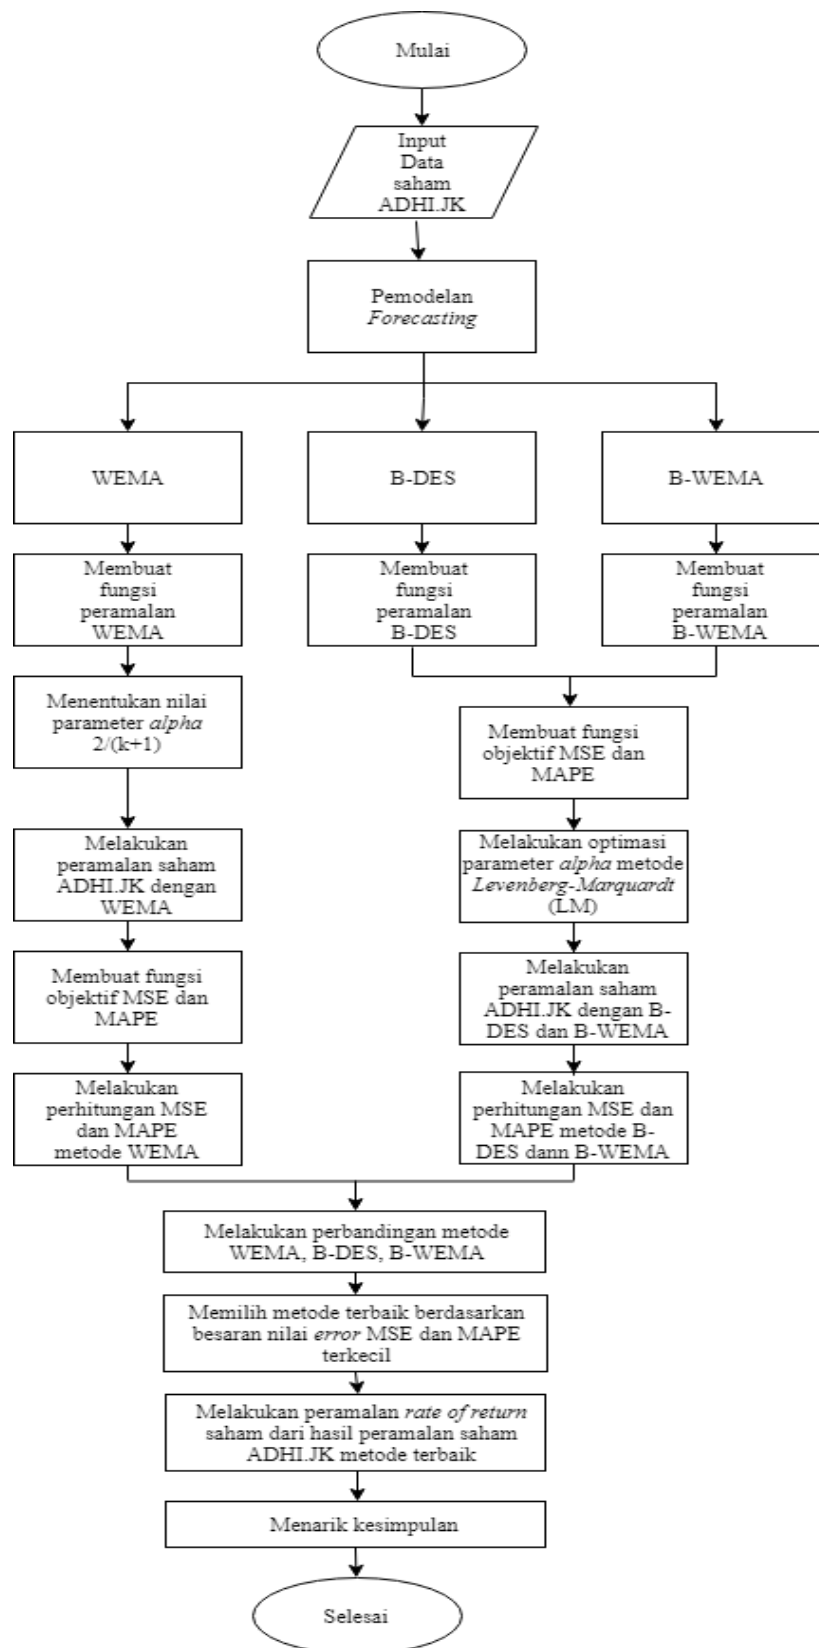 Mulai
Input
Data
saham
ADHI.JK
Pemodelan
Forecasting
WEMA
B-DES
B-WEMA
Membuat
fungsi
peramalan
WEMA
Membuat
fungsi
peramalan
B-DES
Membuat
fungsi
peramalan
B-WEMA
Menentukan nilai
parameter alpha
2/(k+1)
Membuat fungsi
objektif MSE dan
MAPE
Melakukan
peramalan saham
ADHI.JK dengan
WEMA
Melakukan optimasi
parameter alpha metode
Levenberg-Marquardt
(LM)
Membuat fungsi
objektif MSE dan
MAPE
Melakukan
peramalan saham
ADHI.JK dengan B-
DES dan B-WEMA
Melakukan
perhitungan MSE
dan MAPE
metode WEMA
Melakukan
perhitungan MSE dan
MAPE metode B-
DES dann B-WEMA
Melakukan perbandingan metode
WEMA, B-DES, B-WEMA
Memilih metode terbaik berdasarkan
besaran nilai error MSE dan MAPE
terkecil
Melakukan peramalan rate of return
saham dari hasil peramalan saham
ADHI.JK metode terbaik
Menarik kesimpulan
Selesai